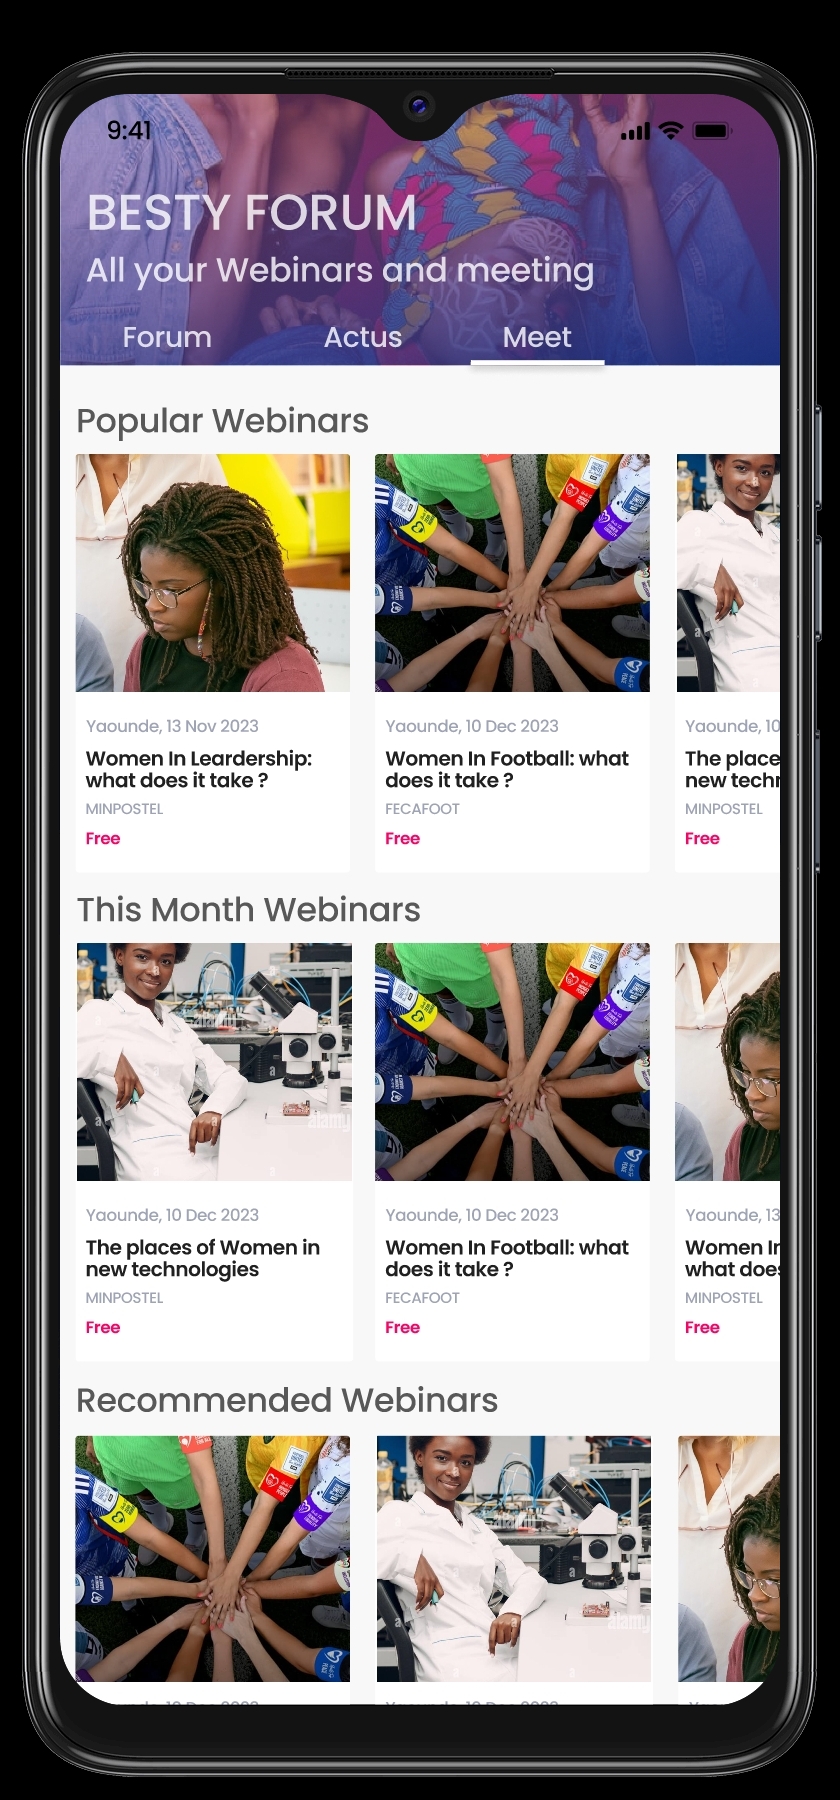 9:41
BESTY FORUM
All your Webinars and meeting
Forum Actus Meet
Popular Webinars
Yaounde, 13 Nov 2023
Women In Leardership:
what does it take ?
MINPOSTEL
Free
Yaounde, 10 Dec 2023
Women In Football: what
does it take ?
FECAFOOT
Free
Yaounde, 10
The place
new techn
MINPOSTEL
Free
This Month Webinars
alamy
Yaounde, 10 Dec 2023
The places of Women in
new technologies
MINPOSTEL
Free
Yaounde, 10 Dec 2023
Women In Football: what
does it take ?
FECAFOOT
Free
Yaounde, 13
Women In
what does
MINPOSTEL
Free
Recommended Webinars
alamy